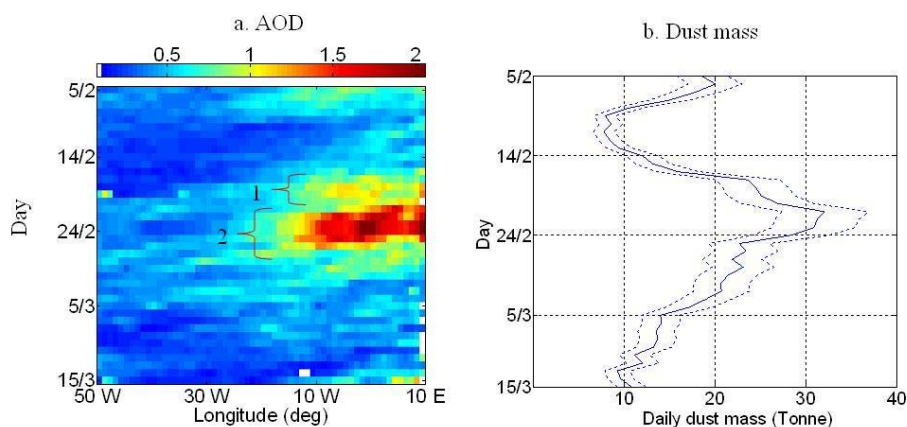 a. AOD
0.5 1 1.5 2
Day
5/2
14/2
24/2
5/3
15/3
1
2
50 W 40 W 10 W 10 E
Longitude (deg)
b. Dust mass
Day
5/2
14/2
24/2
5/3
15/3
10 20 30 40
Daily dust mass (Tonne)